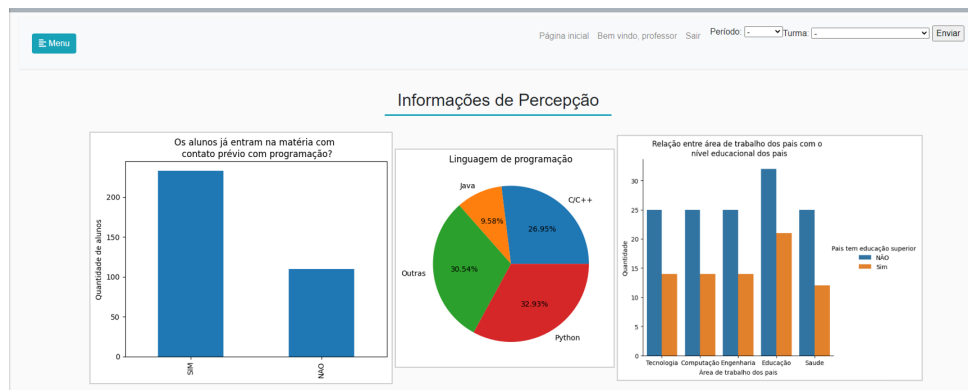 Menu
Página inicial Bem vindo, professor Sair Período: - Turma: - Enviar
Informações de Percepção
Os alunos já entram na matéria com
contato prévio com programação?
Quantidade de alunos
200
150
100
50
0
SIM
NAO
Linguagem de programação
Java
C/C++
9.58%
26.95%
Outras
30.54%
32.93%
Python
Relação entre área de trabalho dos pais com o
nível educacional dos pais
Quantidade
30
25
20
15
10
5
0
Tecnologia Computação Engenharia Educação Saude
Área de trabalho dos pais
Pais tem educação superior
NÃO
Sim